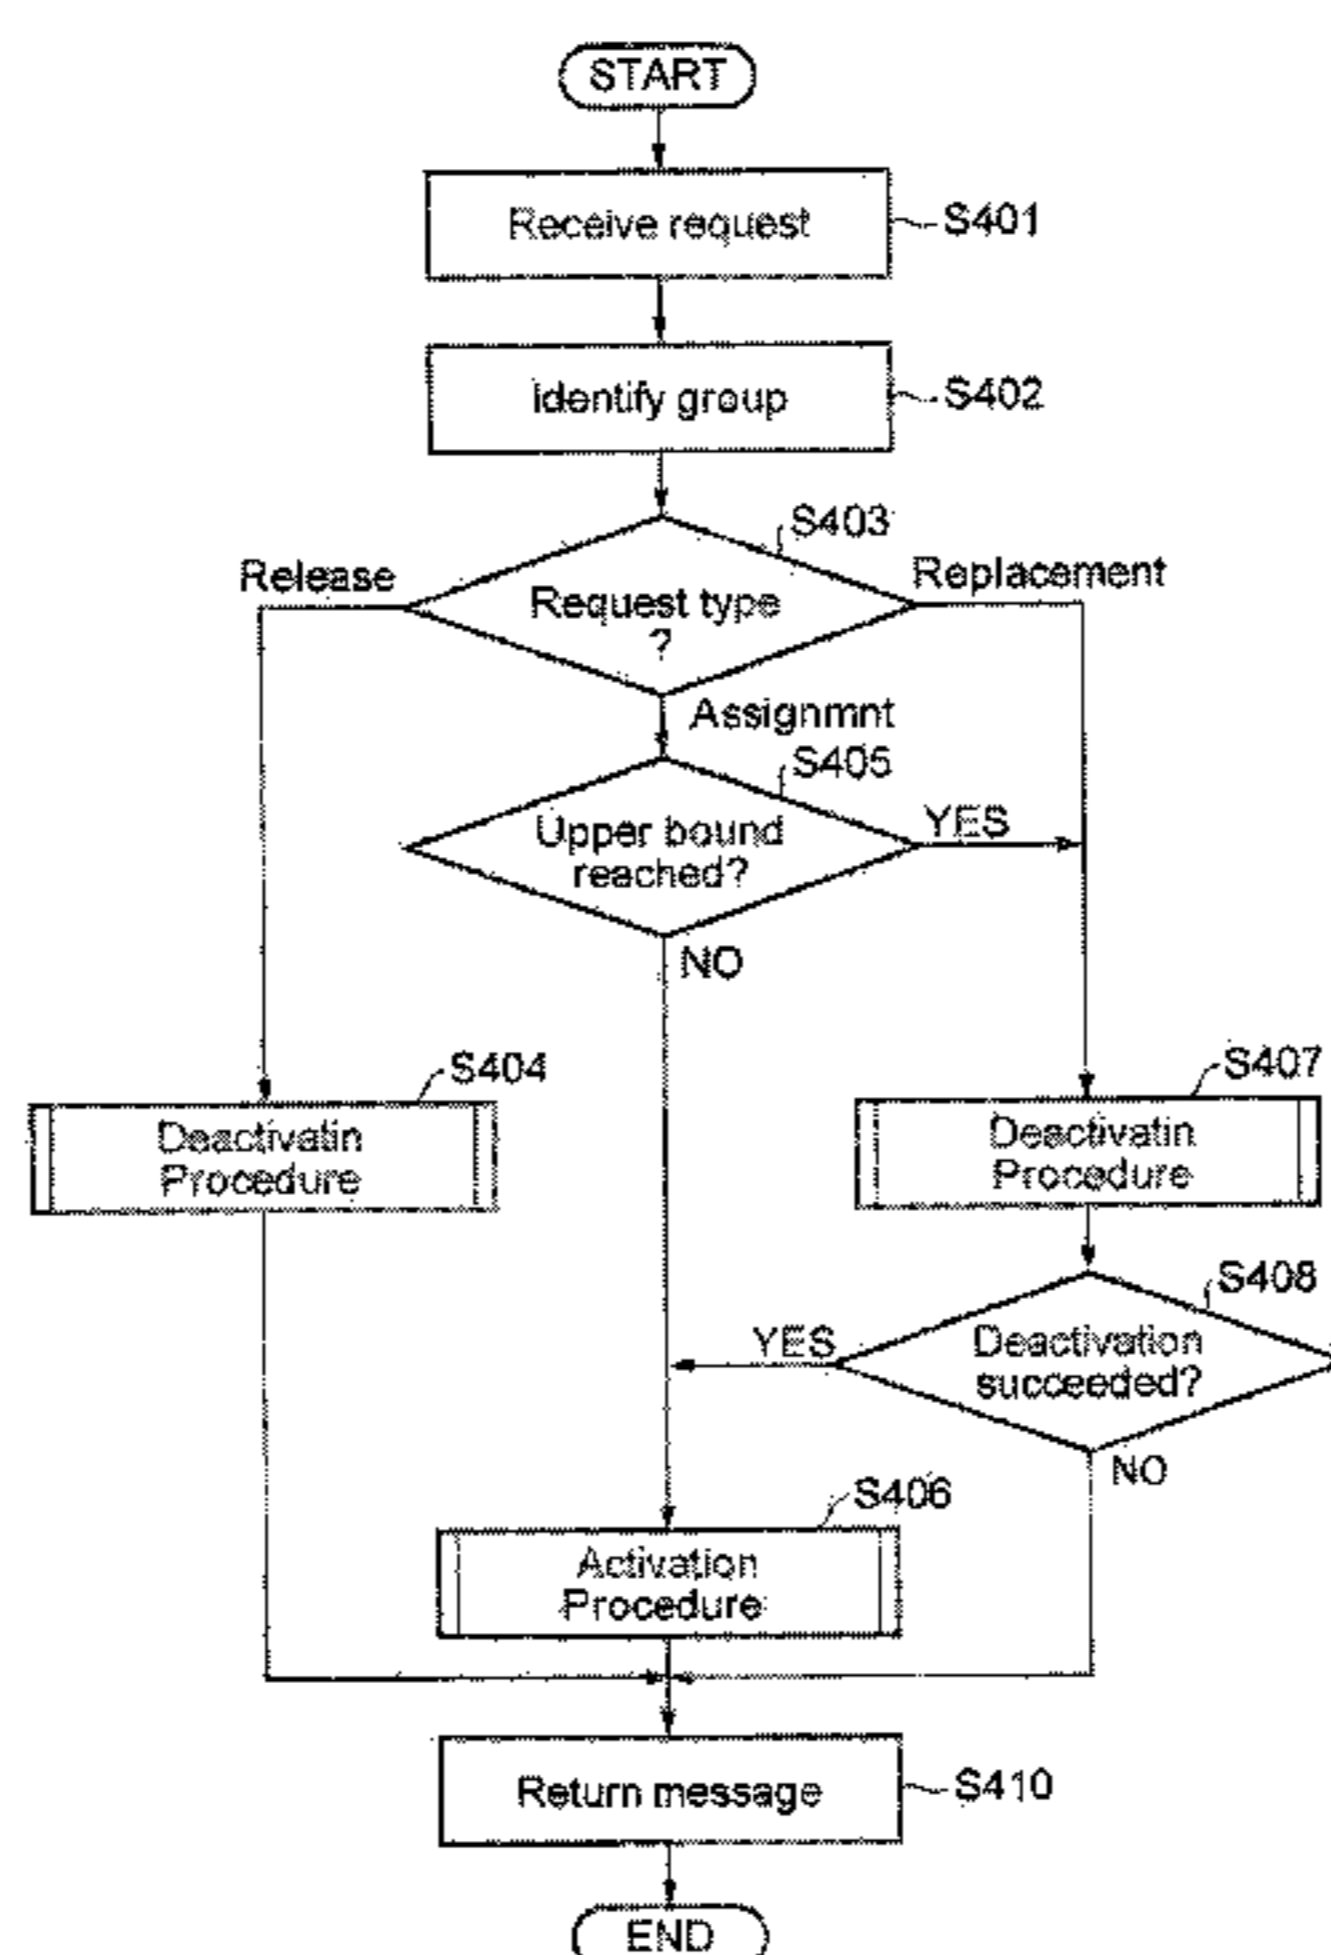 START
Receive request
S401
Identify group
S402
S403
Release
Replacement
Request type
?
Assignmnt
S405
Upper bound
reached?
YES
NO
S404
Deactivatin
Procedure
S407
Deactivatin
Procedure
S408
YES
Deactivation
succeeded?
NO
S406
Activation
Procedure
Return message
S410
END